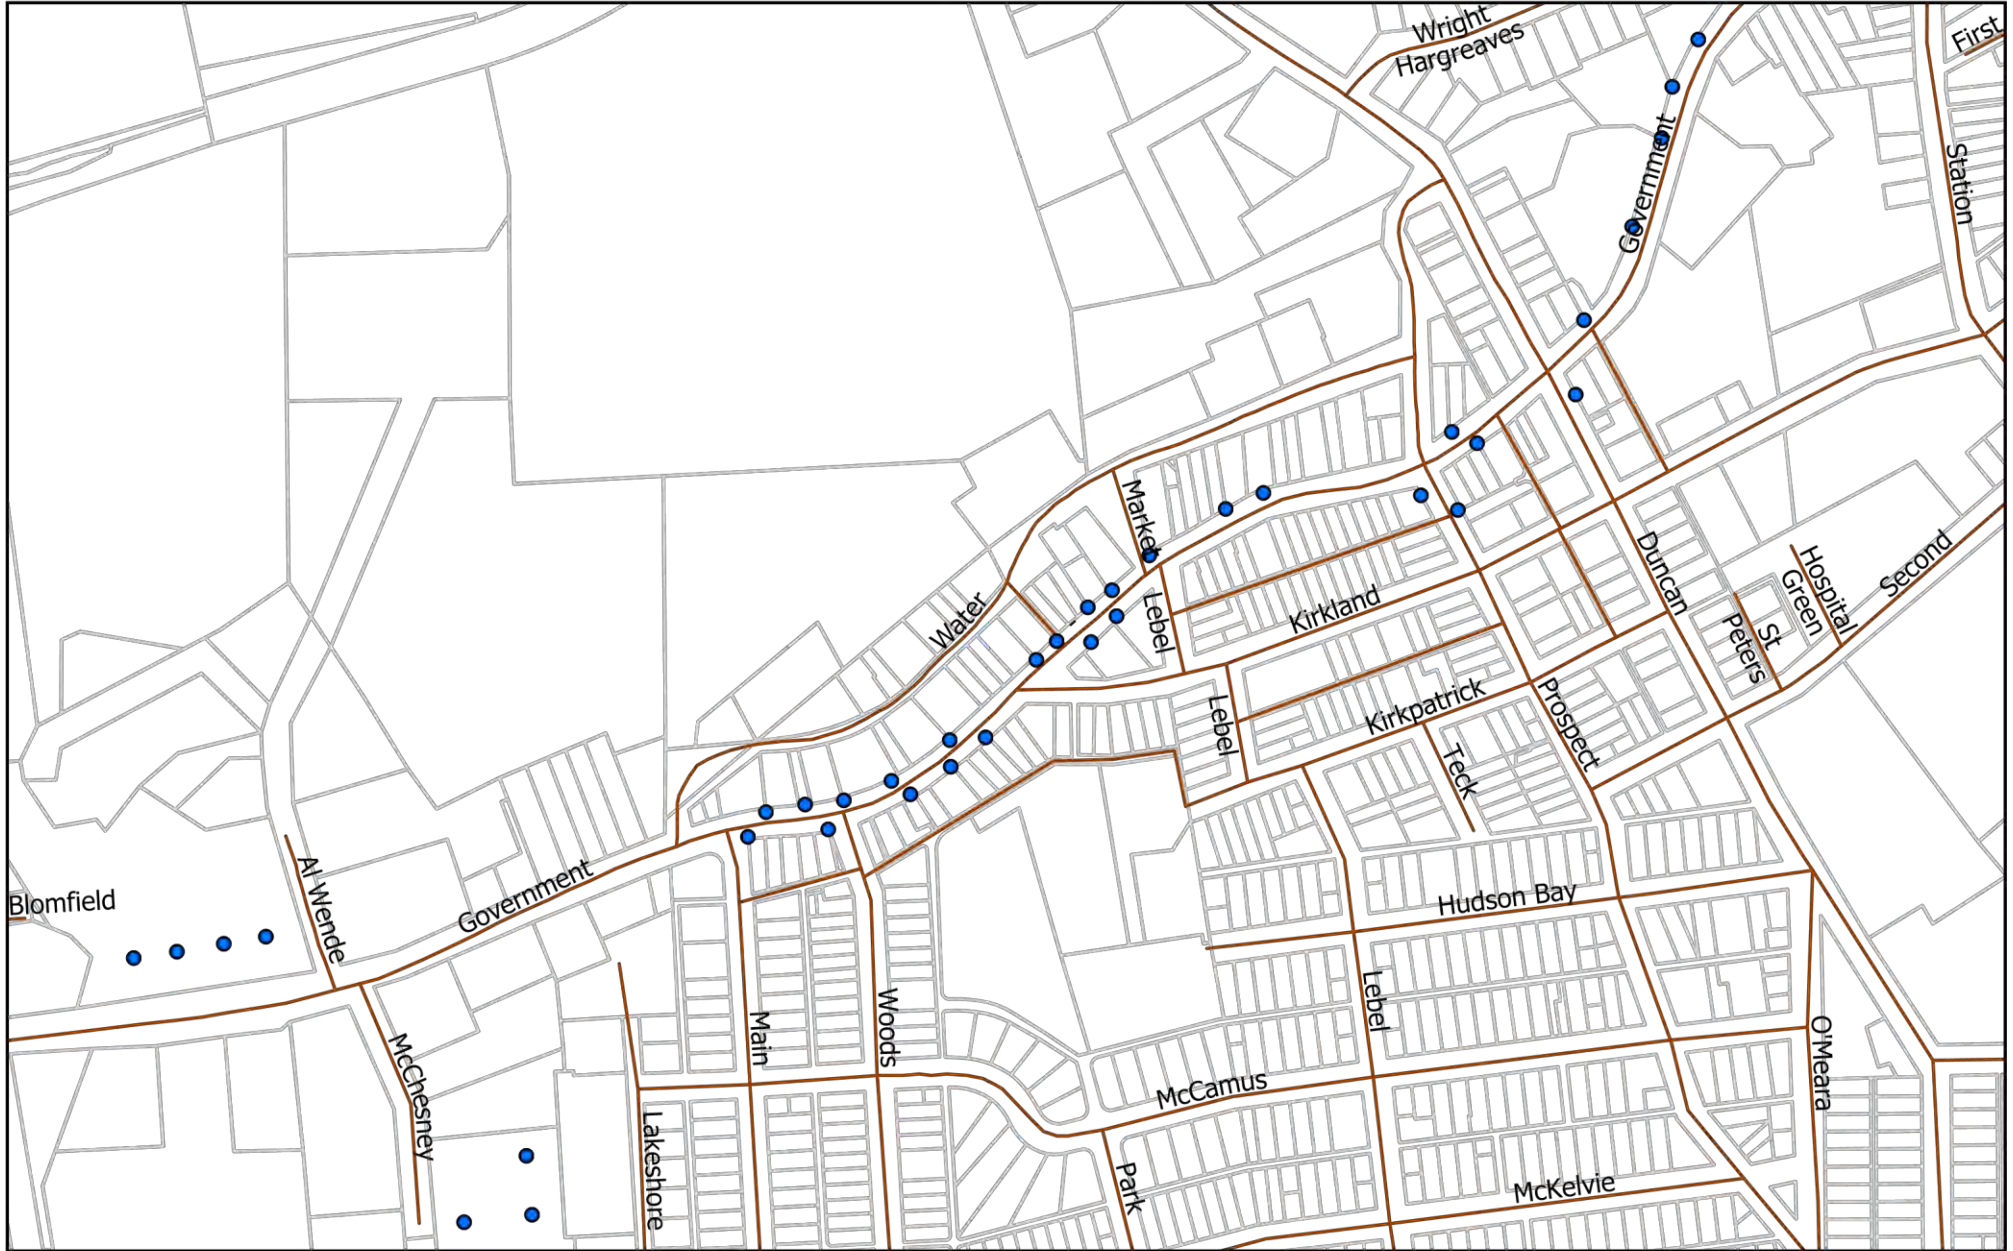 Wright
Hargreaves
First
Government
Station
Market
Water
Lebel
Kirkland
Duncan
Hospital
Green
Second
St
Peters
Lebel
Kirkpatrick
Prospect
Teck
Al Wende
Government
Blomfield
Hudson Bay
Main
Woods
Lebel
O'Meara
McChesney
McCamus
Lakeshore
Park
McKelvie